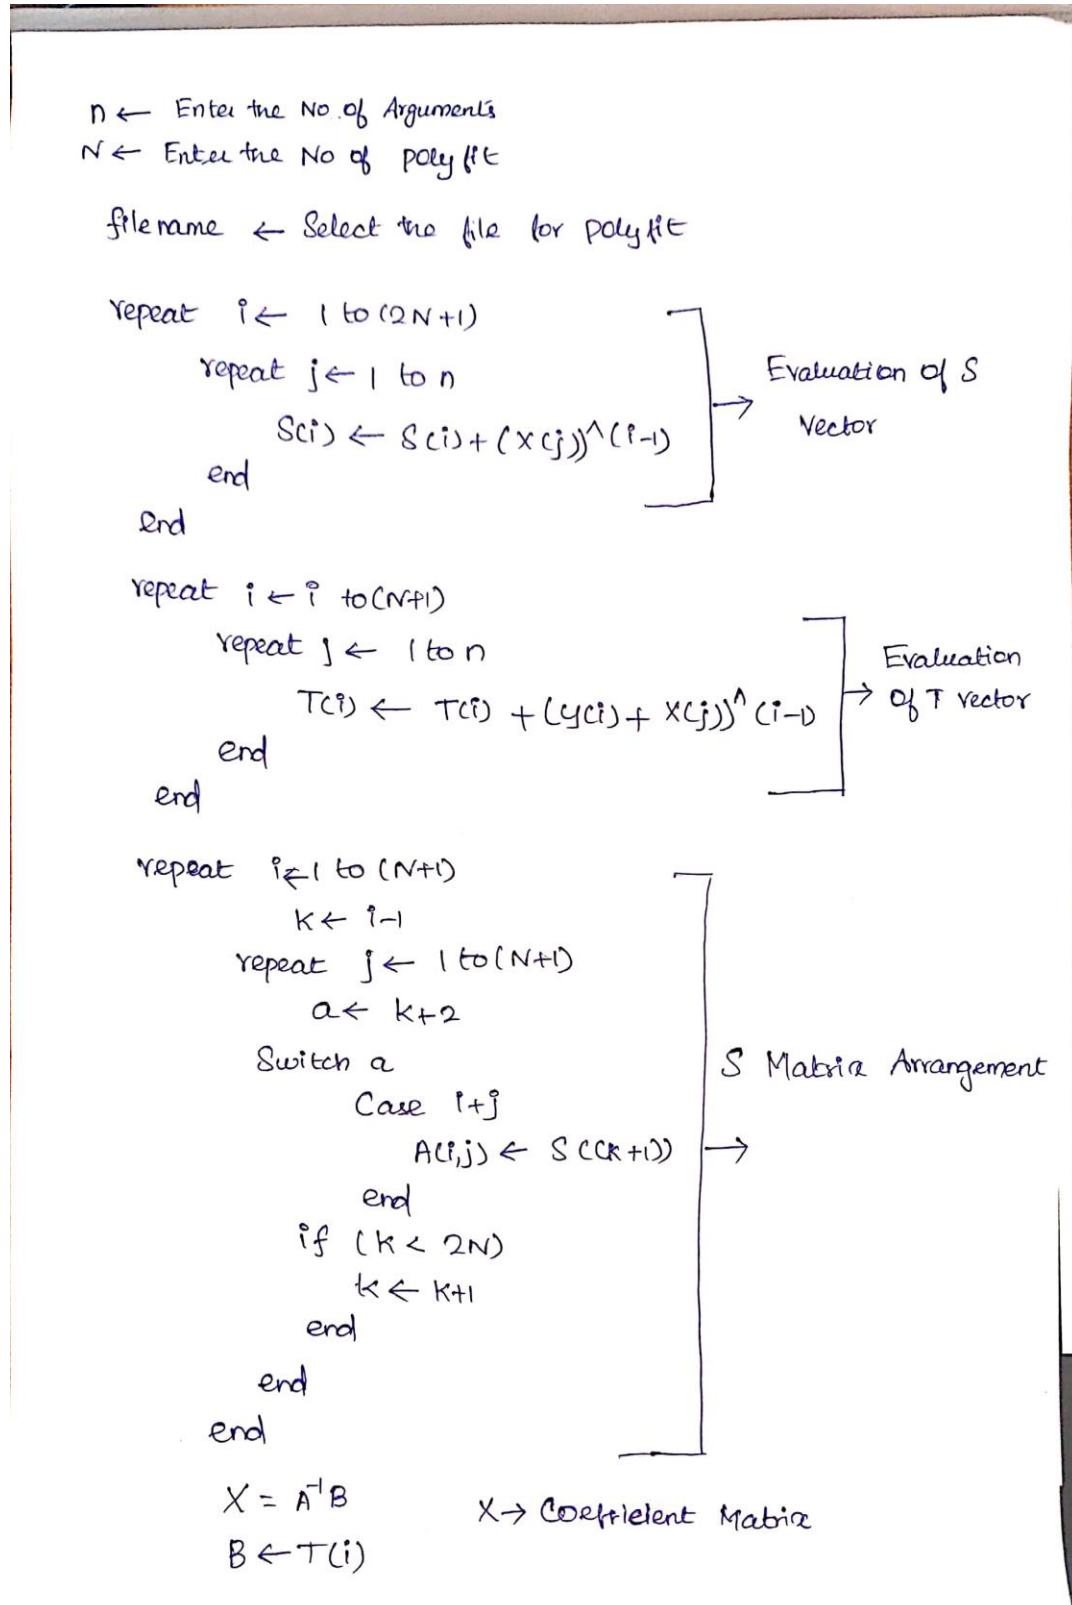 n ← Enter the No. of Arguments
N ← Enter the No of poly fit
filename ← Select the file for polyfit
repeat i ← 1 to (2N+1)
repeat j ← 1 to n
S(i) ← S(i) + (x(j))^(i-1)
end
end
Evaluation of S
Vector
repeat i ← i to (N+1)
repeat j ← 1 to n
T(i) ← T(i) + (y(i) + x(j))^(i-1)
end
end
Evaluation
of T vector
repeat i ← 1 to (N+1)
k ← i-1
repeat j ← 1 to (N+1)
a ← k+2
Switch a
Case i+j
A(i,j) ← S((k+1))
end
if (k < 2N)
k ← k+1
end
end
end
S Matrix Arrangement
X = A⁻¹B
X → Coeffielent Matrix
B ← T(i)